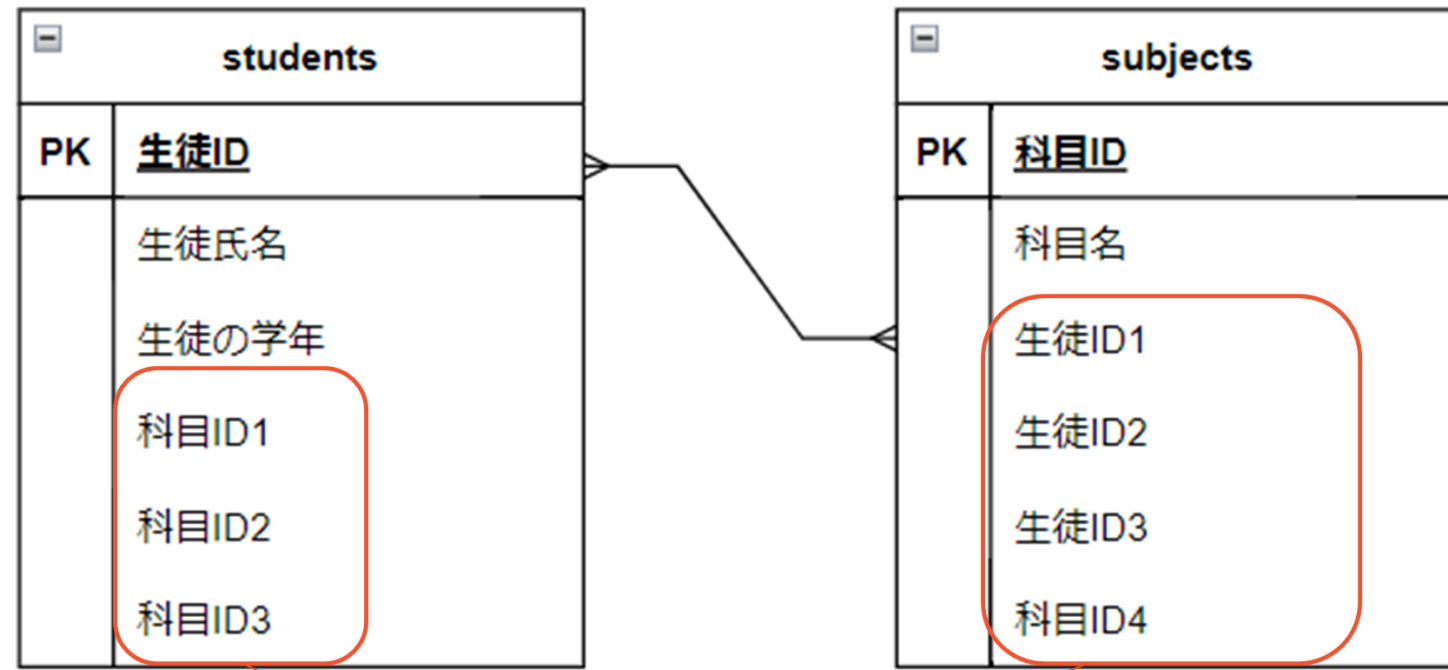 students
PK 生徒ID
生徒氏名
生徒の学年
科目ID1
科目ID2
科目ID3
subjects
PK 科目ID
科目名
生徒ID1
生徒ID2
生徒ID3
科目ID4